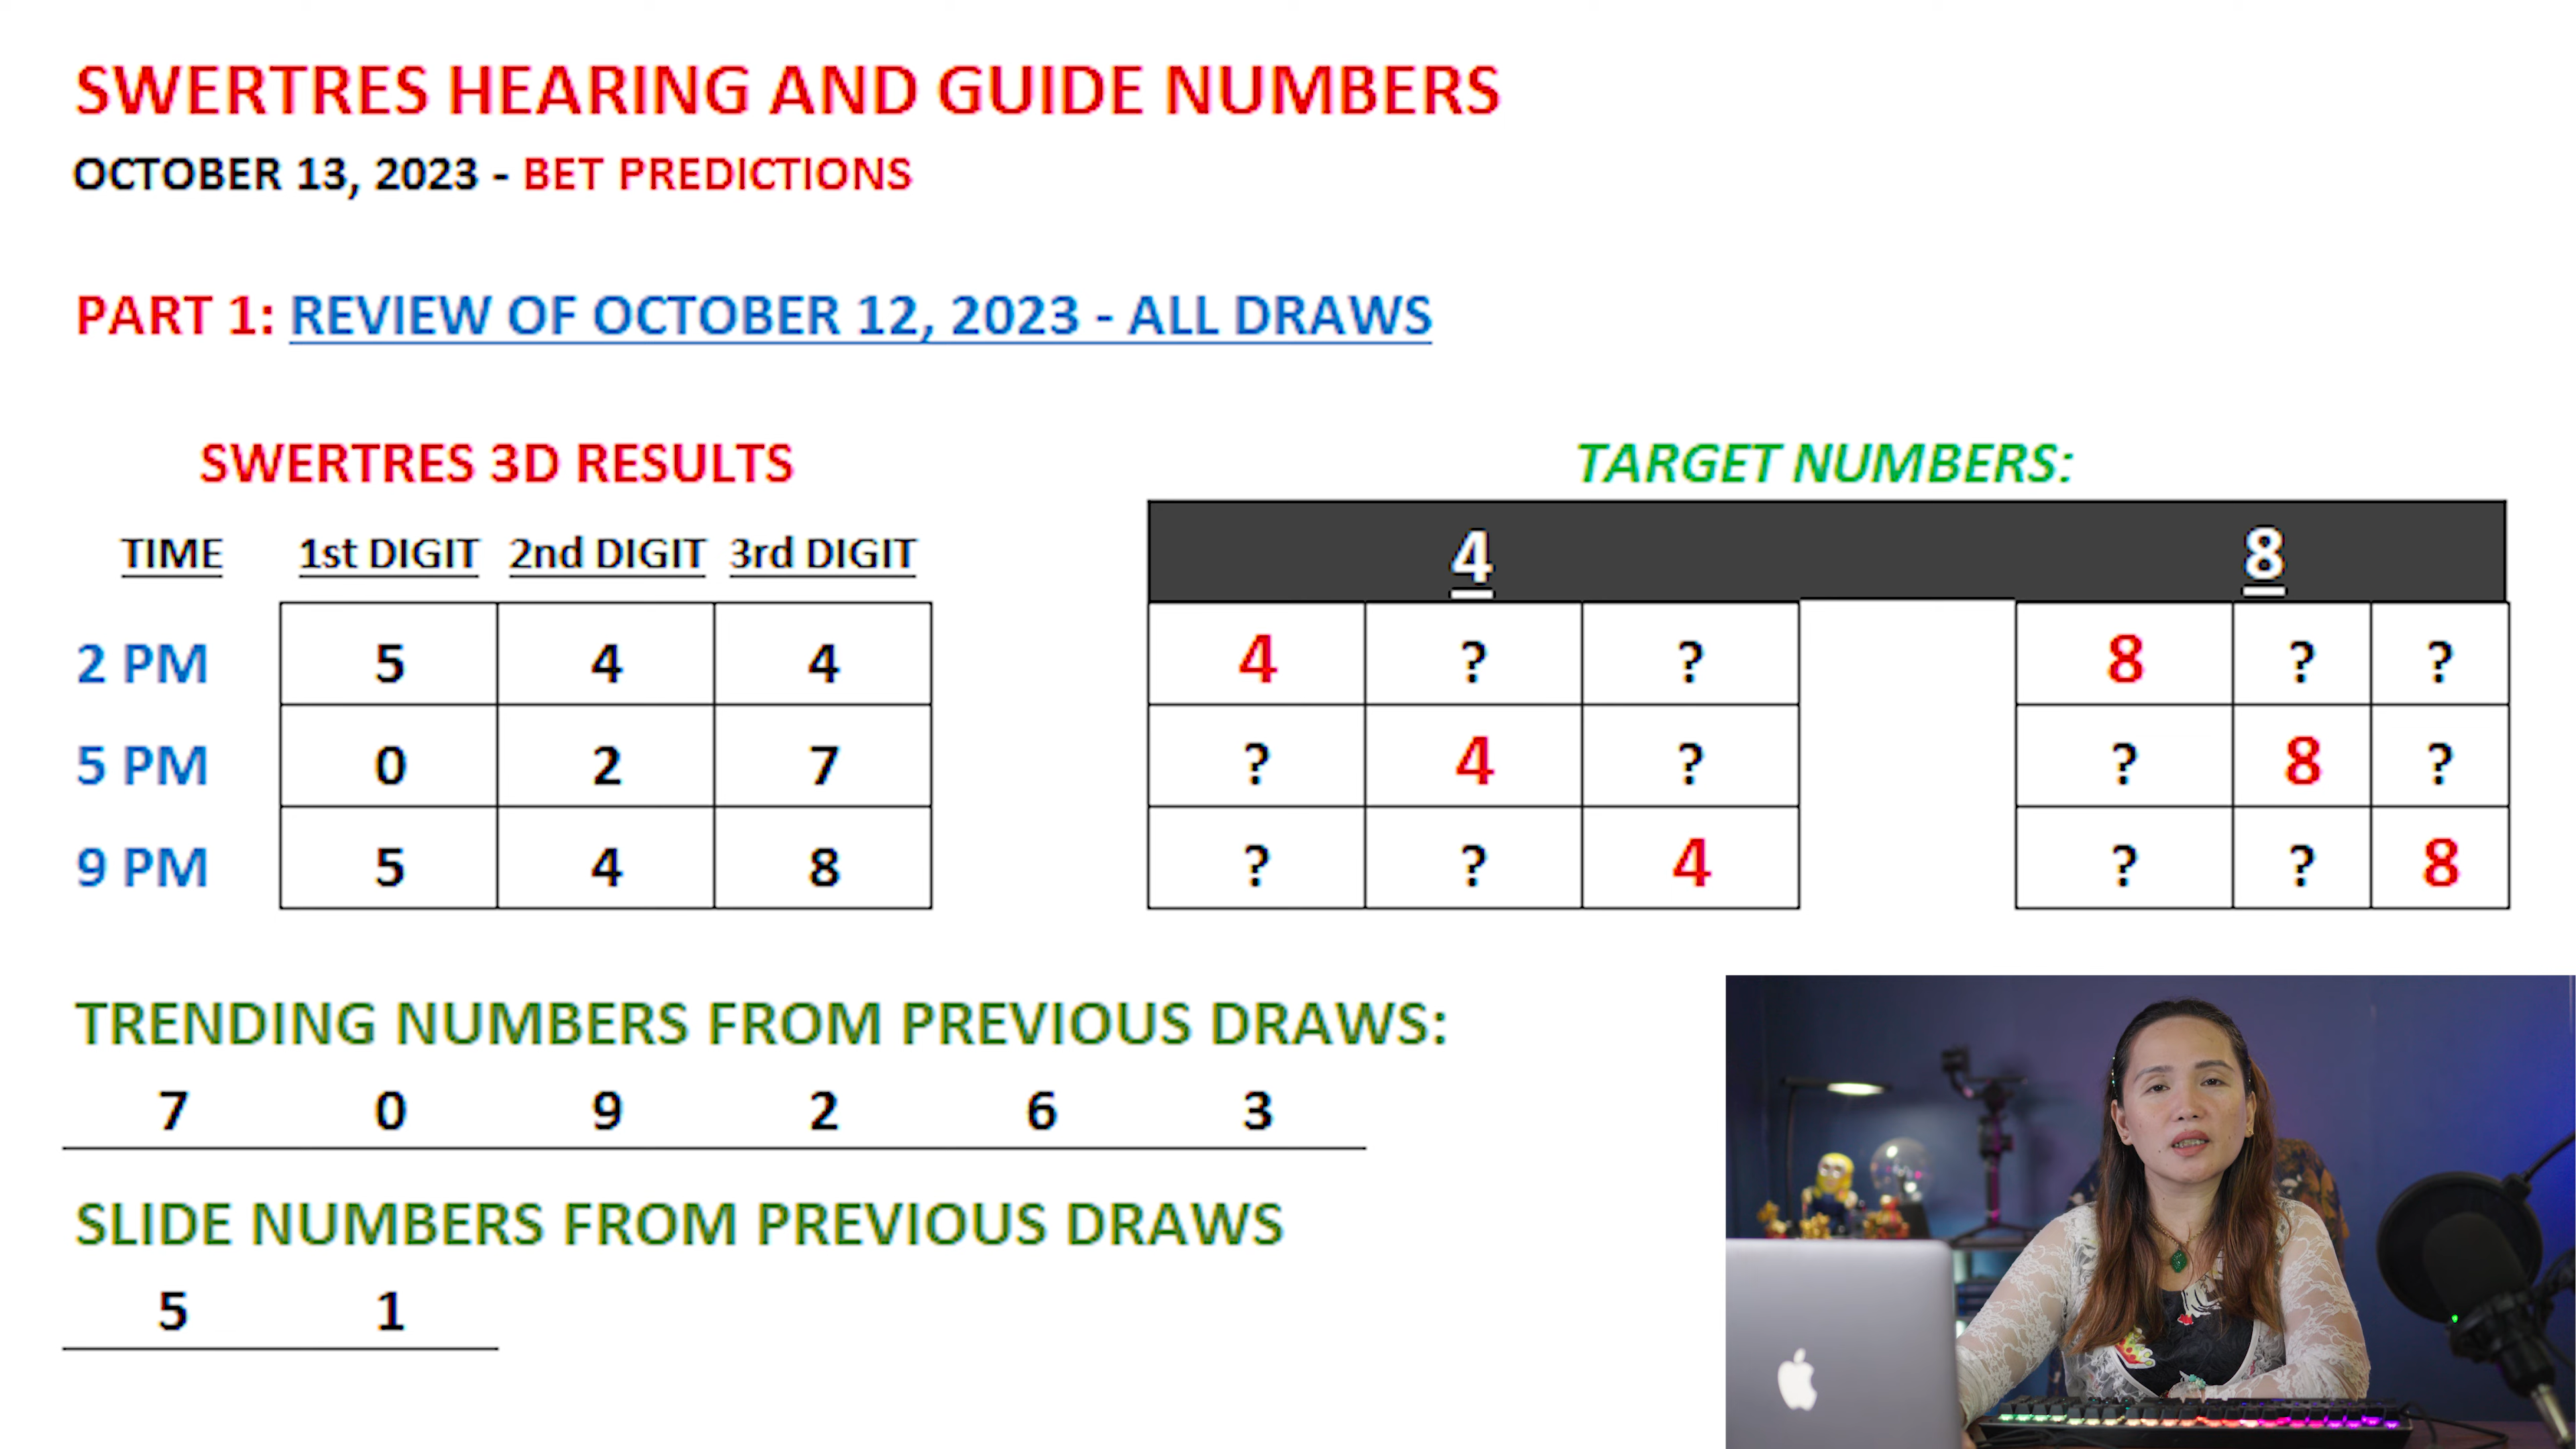 SWERTRES HEARING AND GUIDE NUMBERS
OCTOBER 13, 2023 - BET PREDICTIONS
PART 1: REVIEW OF OCTOBER 12, 2023 - ALL DRAWS
SWERTRES 3D RESULTS
TIME 1st DIGIT 2nd DIGIT 3rd DIGIT
2 PM 5 4 4
5 PM 0 2 7
9 PM 5 4 8
TARGET NUMBERS:
4 8
4 ? ? 8 ? ?
? 4 ? ? 8 ?
? ? 4 ? ? 8
TRENDING NUMBERS FROM PREVIOUS DRAWS:
7 0 9 2 6 3
SLIDE NUMBERS FROM PREVIOUS DRAWS
5 1